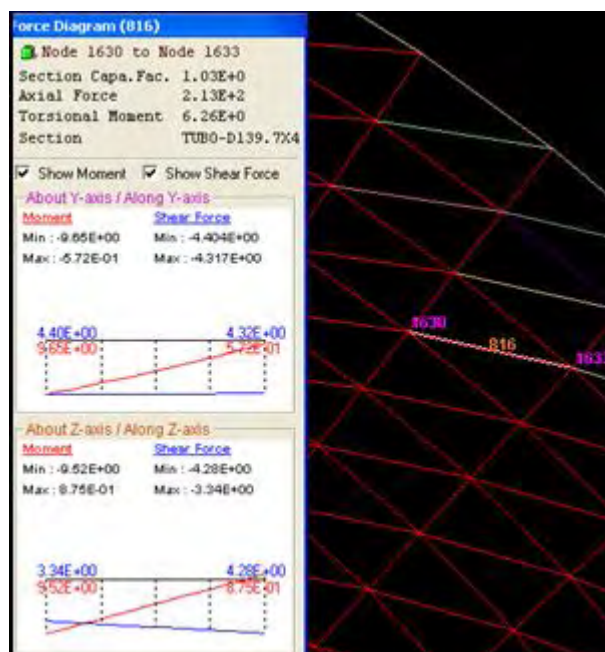 Force Diagram (816)
Node 1630 to Node 1633
Section Capa.Fac. 1.03E+0
Axial Force 2.13E+2
Torsional Moment 6.26E+0
Section TUBO-D139.7X4
Show Moment Show Shear Force
About Y-axis / Along Y-axis
Moment Shear Force
Min : -9.65E+00 Min : -4.404E+00
Max : -5.72E-01 Max : -4.317E+00
4.40E+00 4.32E+00
9.65E+00 5.72E-01
About Z-axis / Along Z-axis
Moment Shear Force
Min : -9.52E+00 Min : -4.28E+00
Max : 8.75E-01 Max : -3.34E+00
3.34E+00 4.28E+00
9.52E+00 8.75E-01
1630
816
163